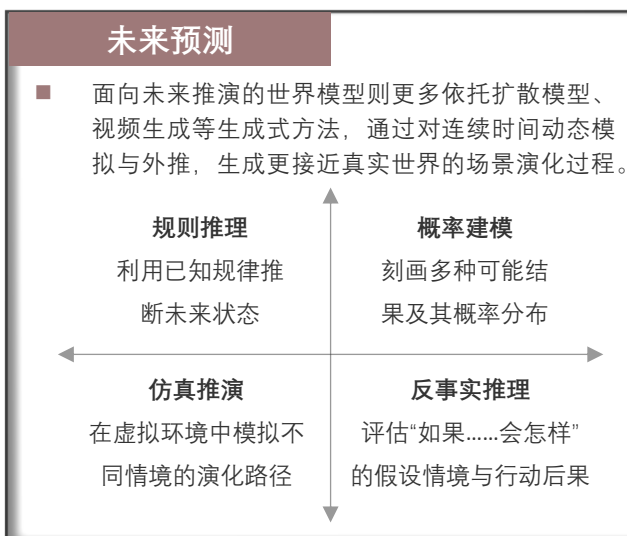 未来预测
面向未来推演的世界模型则更多依托扩散模型、
视频生成等生成式方法，通过对连续时间动态模
拟与外推，生成更接近真实世界的场景演化过程。
规则推理
利用已知规律推
断未来状态
概率建模
刻画多种可能结
果及其概率分布
仿真推演
在虚拟环境中模拟不
同情境的演化路径
反事实推理
评估“如果……会怎样”
的假设情境与行动后果